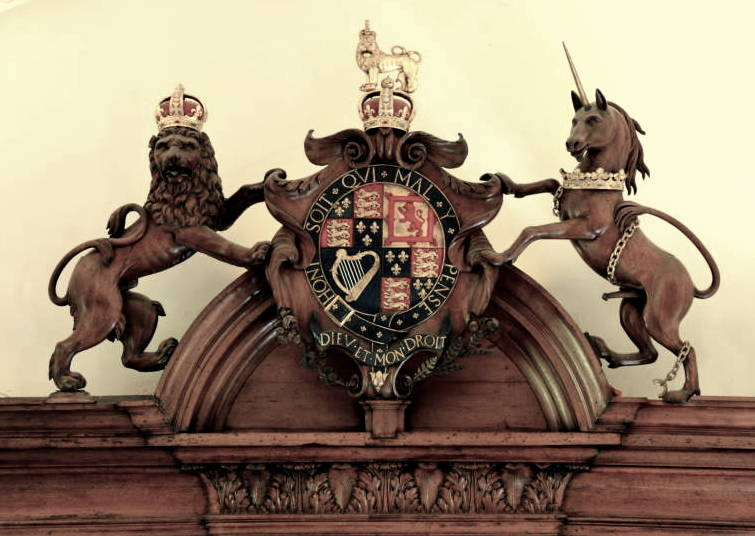 HONI · SOIT · QVI · MAL · Y · PENSE
DIEV · ET · MON · DROIT